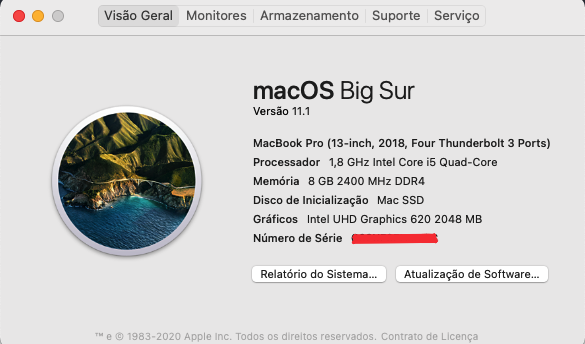 Visão Geral Monitores Armazenamento Suporte Serviço
macOS Big Sur
Versão 11.1
MacBook Pro (13-inch, 2018, Four Thunderbolt 3 Ports)
Processador 1,8 GHz Intel Core i5 Quad-Core
Memória 8 GB 2400 MHz DDR4
Disco de Inicialização Mac SSD
Gráficos Intel UHD Graphics 620 2048 MB
Número de Série
Relatório do Sistema... Atualização de Software...
™ e © 1983-2020 Apple Inc. Todos os direitos reservados. Contrato de Licença